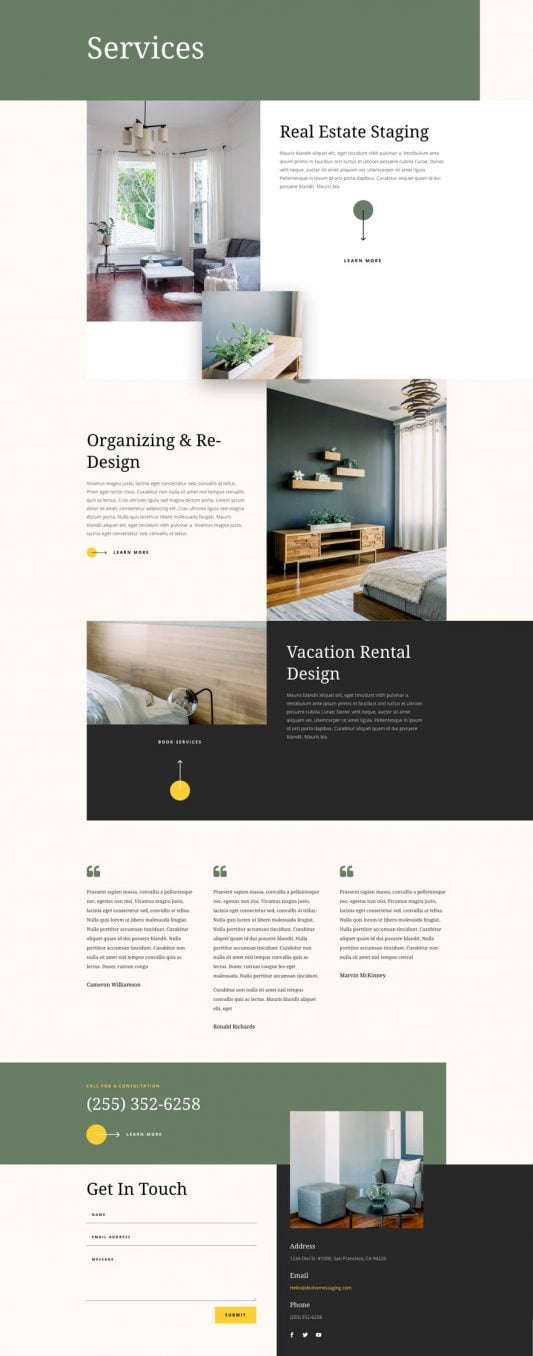 Services
Real Estate Staging
Mauris blandit aliquet elit, eget tincidunt nibh pulvinar a. Vestibulum ante
ipsum primis in faucibus orci luctus et ultrices posuere cubilia Curae; Donec
velit neque, auctor sit amet aliquam vel, ullamcorper sit amet ligula.
Pellentesque in ipsum id orci porta dapibus. Curabitur aliquet quam id dui
posuere blandit. Mauris bla
LEARN MORE
Organizing & Re-
Design
Vivamus magna justo, lacinia eget consectetur sed, convallis at tellus.
Proin eget tortor risus. Curabitur non nulla sit amet nisl tempus convallis
quis ac lectus. Cras ultricies ligula sed magna dictum porta. Lorem ipsum
dolor sit amet, consectetur adipiscing elit. Cras ultricies ligula sed magna
dictum porta. Nulla quis lorem ut libero malesuada feugiat. Mauris
blandit aliquet elit, eget tincidunt nibh pulvinar a. Vivamus magna justo,
lacinia eget consectetur sed, convallis at tellus.
LEARN MORE
Vacation Rental
Design
Mauris blandit aliquet elit, eget tincidunt nibh pulvinar a.
Vestibulum ante ipsum primis in faucibus orci luctus et ultrices
posuere cubilia Curae; Donec velit neque, auctor sit amet
aliquam vel, ullamcorper sit amet ligula. Pellentesque in ipsum
id orci porta dapibus. Curabitur aliquet quam id dui posuere
blandit. Mauris bla
BOOK SERVICES
Praesent sapien massa, convallis a pellentesque
nec, egestas non nisi. Vivamus magna justo,
lacinia eget consectetur sed, convallis at tellus.
Nulla quis lorem ut libero malesuada feugiat.
Nulla porttitor accumsan tincidunt. Curabitur
aliquet quam id dui posuere blandit. Nulla
porttitor accumsan tincidunt. Curabitur non
nulla sit amet nisl tempus convallis quis ac
lectus. Donec rutrum congu
Cameron Williamson
Praesent sapien massa, convallis a pellentesque
nec, egestas non nisi. Vivamus magna justo,
lacinia eget consectetur sed, convallis at tellus.
Nulla quis lorem ut libero malesuada feugiat.
Nulla porttitor accumsan tincidunt. Curabitur
aliquet quam id dui posuere blandit. Nulla
porttitor accumsan tincidunt. Curabitur non
nulla sit amet nisl tempus convallis quis ac
lectus. Donec rutrum congue leo eget
malesuada. Nulla porttitor accumsan tincidunt.
Curabitur non nulla sit amet nisl tempus
convallis quis ac lectus. Mauris blandit aliquet
elit, eget
Ronald Richards
Praesent sapien massa, convallis a pellentesque
nec, egestas non nisi. Vivamus magna justo,
lacinia eget consectetur sed, convallis at tellus.
Nulla quis lorem ut libero malesuada feugiat.
Nulla porttitor accumsan tincidunt. Curabitur
aliquet quam id dui posuere blandit. Nulla
porttitor accumsan tincidunt. Curabitur non
nulla sit amet nisl tempus conval
Marvin McKinney
CALL FOR A CONSULTATION
(255) 352-6258
LEARN MORE
Get In Touch
NAME
EMAIL ADDRESS
MESSAGE
SUBMIT
Address
1234 Divi St. #1000, San Francisco, CA 94220
Email
Hello@divihomestaging.com
Phone
(255) 352-6258